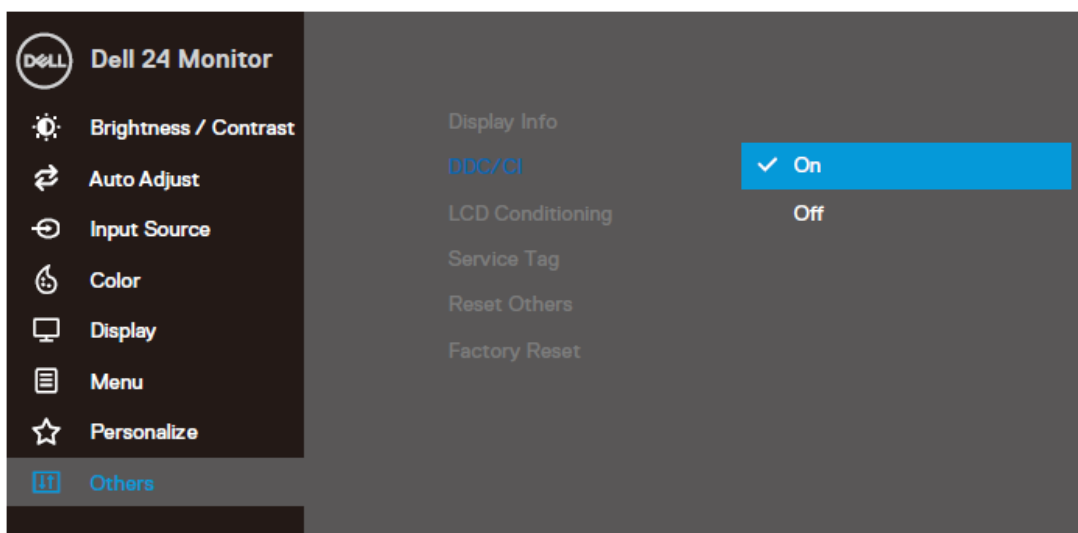 DELL Dell 24 Monitor
Brightness / Contrast
Auto Adjust
Input Source
Color
Display
Menu
Personalize
Others
Display Info
DDC/CI
LCD Conditioning
Service Tag
Reset Others
Factory Reset
On
Off